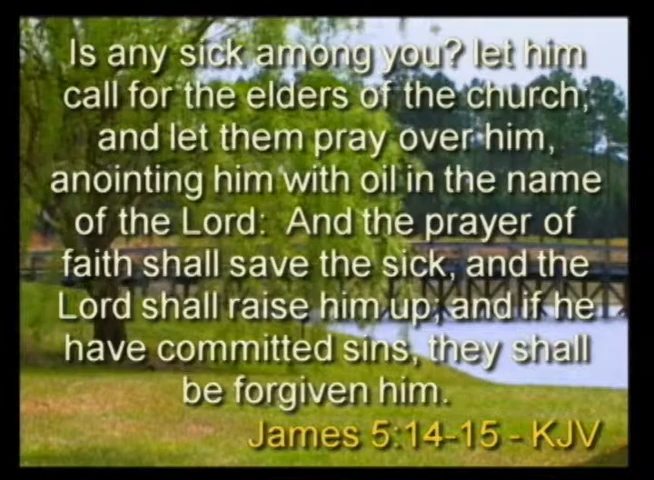 Is any sick among you? let him
call for the elders of the church;
and let them pray over him,
anointing him with oil in the name
of the Lord:  And the prayer of
faith shall save the sick, and the
Lord shall raise him up; and if he
have committed sins, they shall
be forgiven him.
James 5:14-15 - KJV